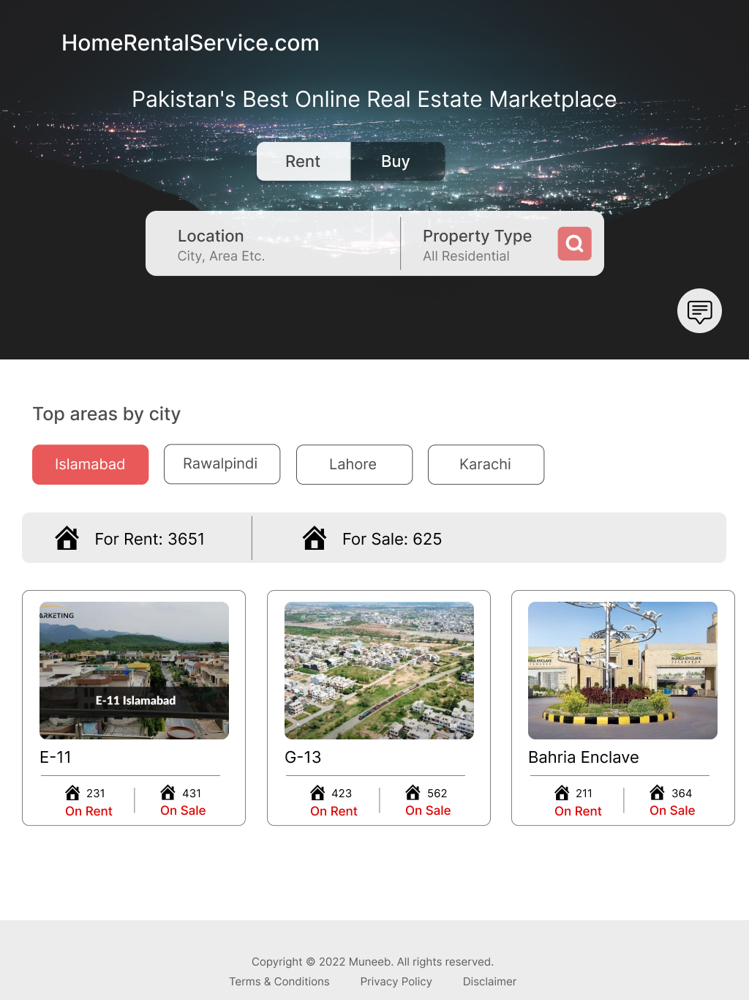 HomeRentalService.com
Pakistan's Best Online Real Estate Marketplace
Rent Buy
Location Property Type
City, Area Etc. All Residential
Top areas by city
Islamabad Rawalpindi Lahore Karachi
For Rent: 3651 For Sale: 625
ARKETING
E-11 Islamabad
BAHRIA ENCLAVE
ISLAMABAD
E-11 G-13 Bahria Enclave
231 431 423 562 211 364
On Rent On Sale On Rent On Sale On Rent On Sale
Copyright © 2022 Muneeb. All rights reserved.
Terms & Conditions Privacy Policy Disclaimer